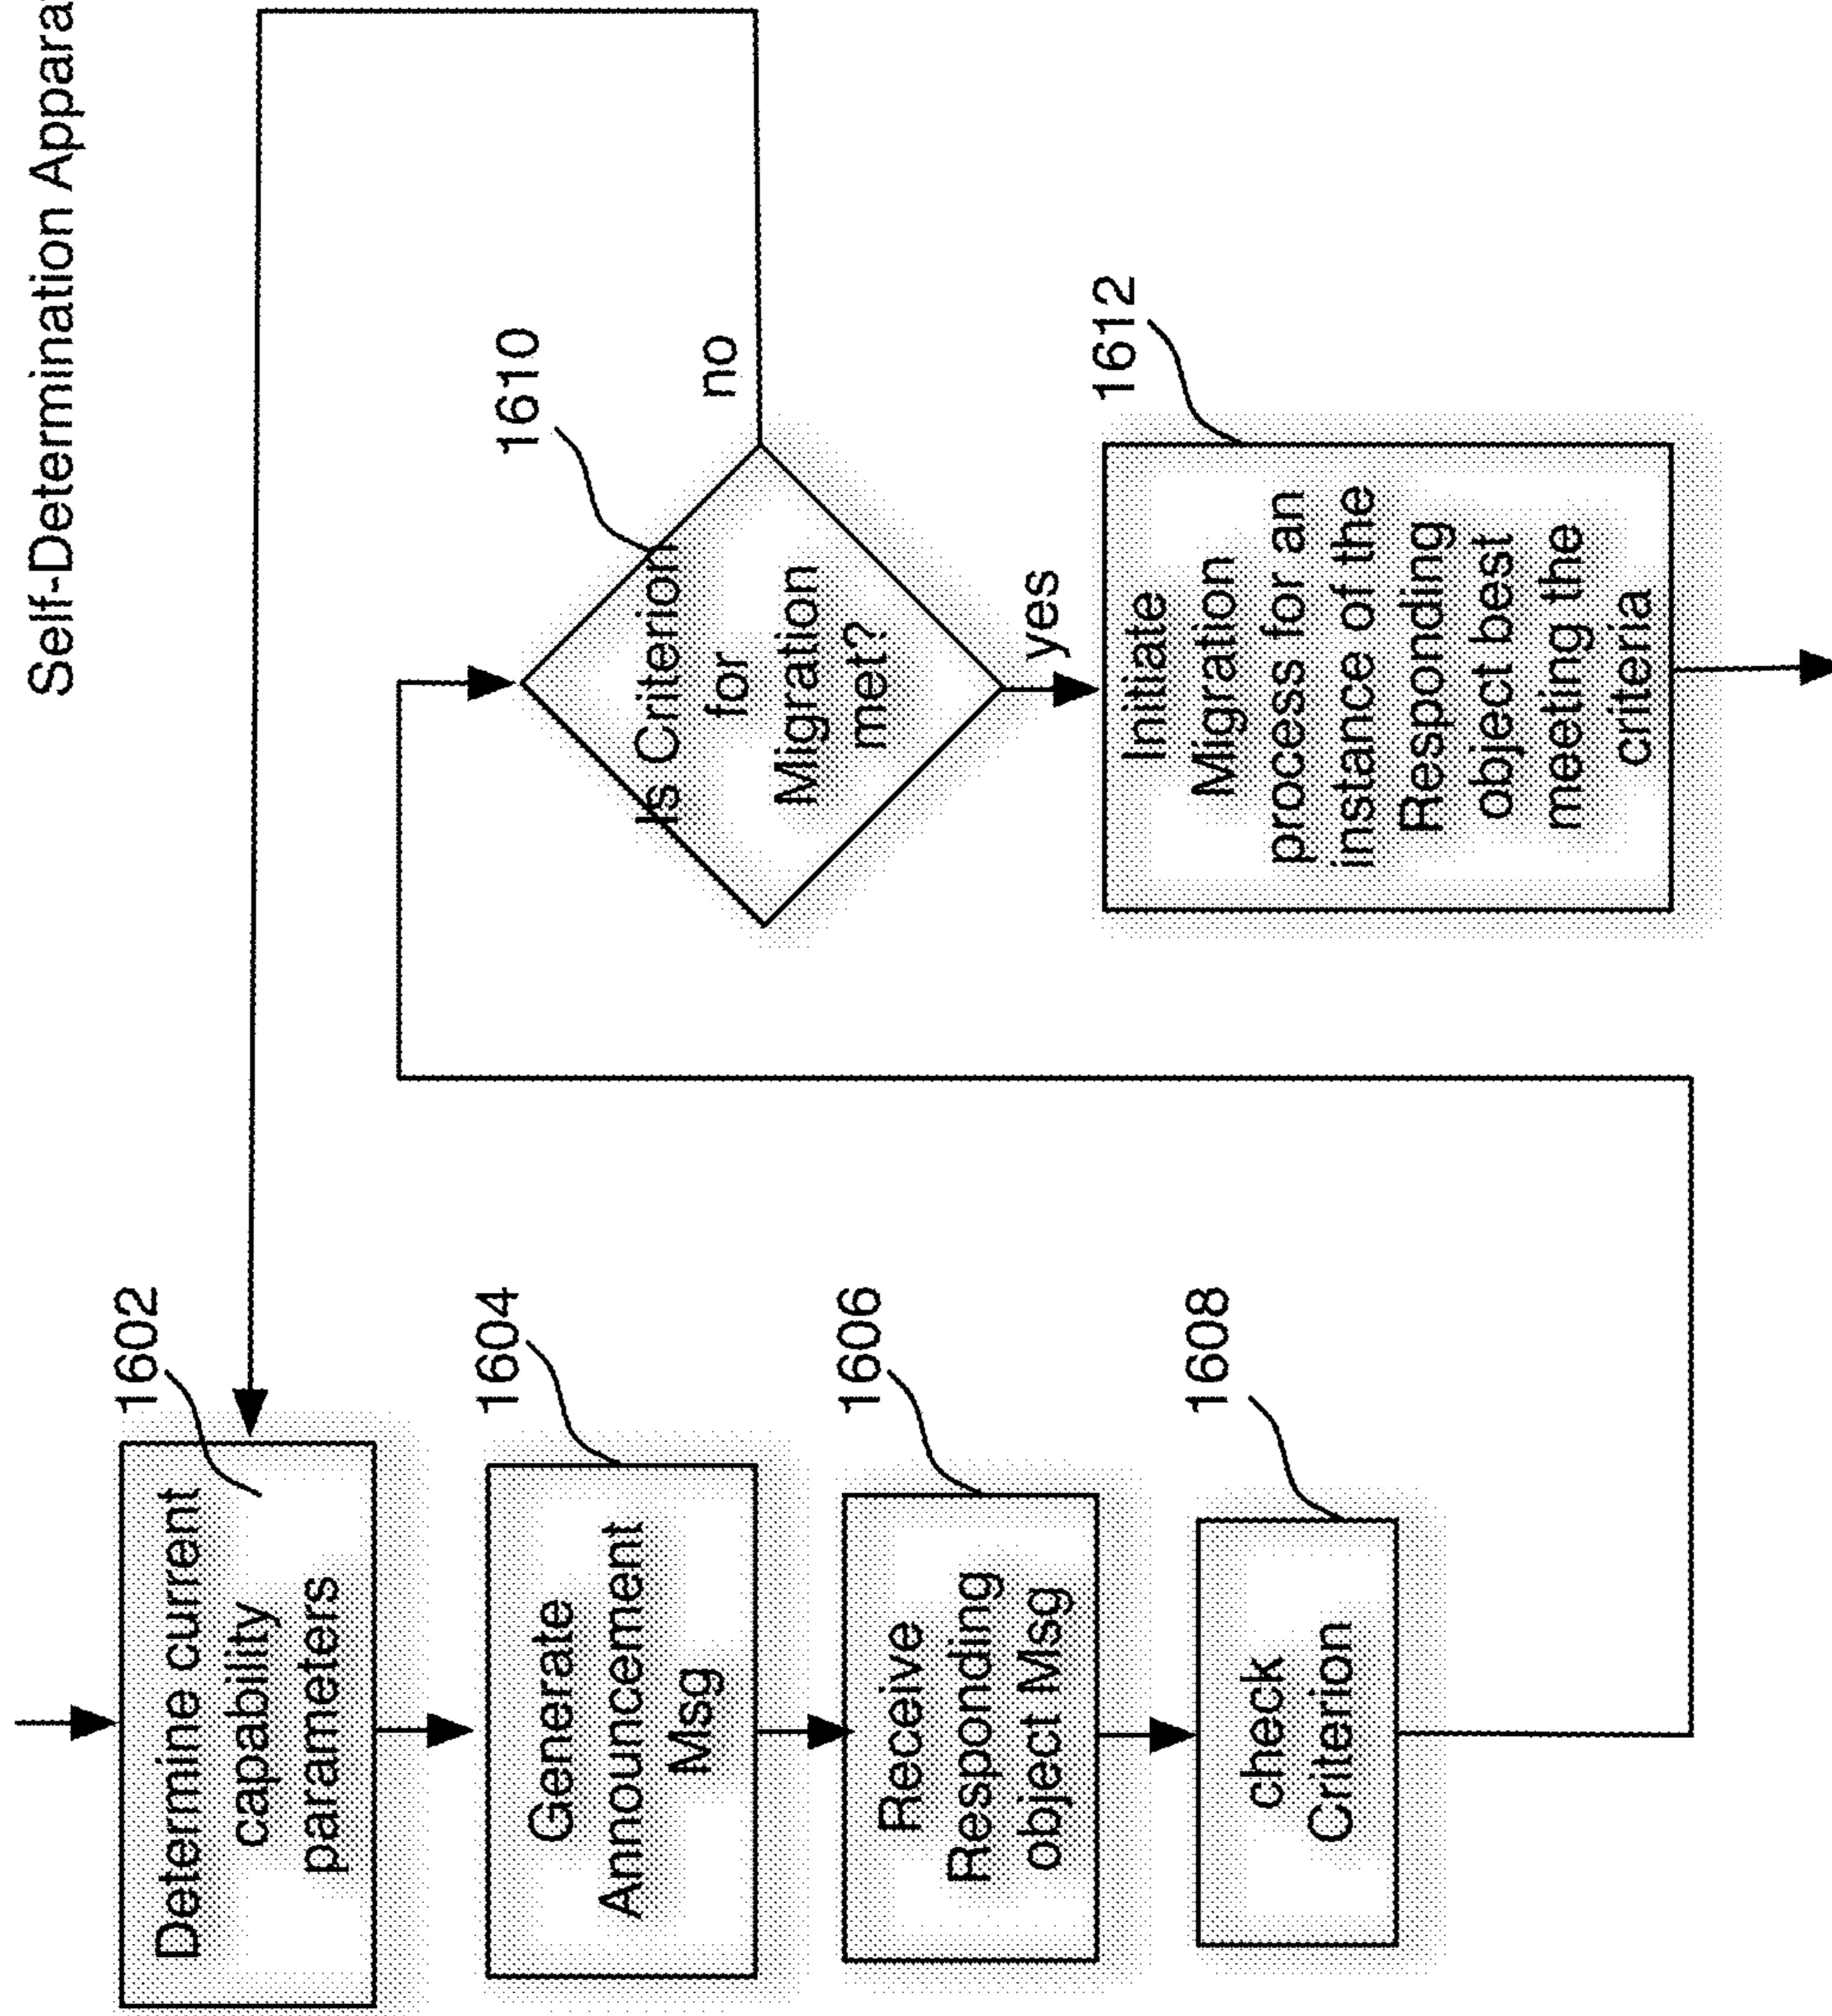 Self-Determination
1602
Determine current
capability
parameters
1604
Generate
Announcement
Msg
1606
Receive
Responding
object Msg
1608
check
Criterion
1610
Is Criterion
for
Migration
met?
no
yes
1612
Initiate
Migration
process for an
instance of the
Responding
object best
meeting the
criteria